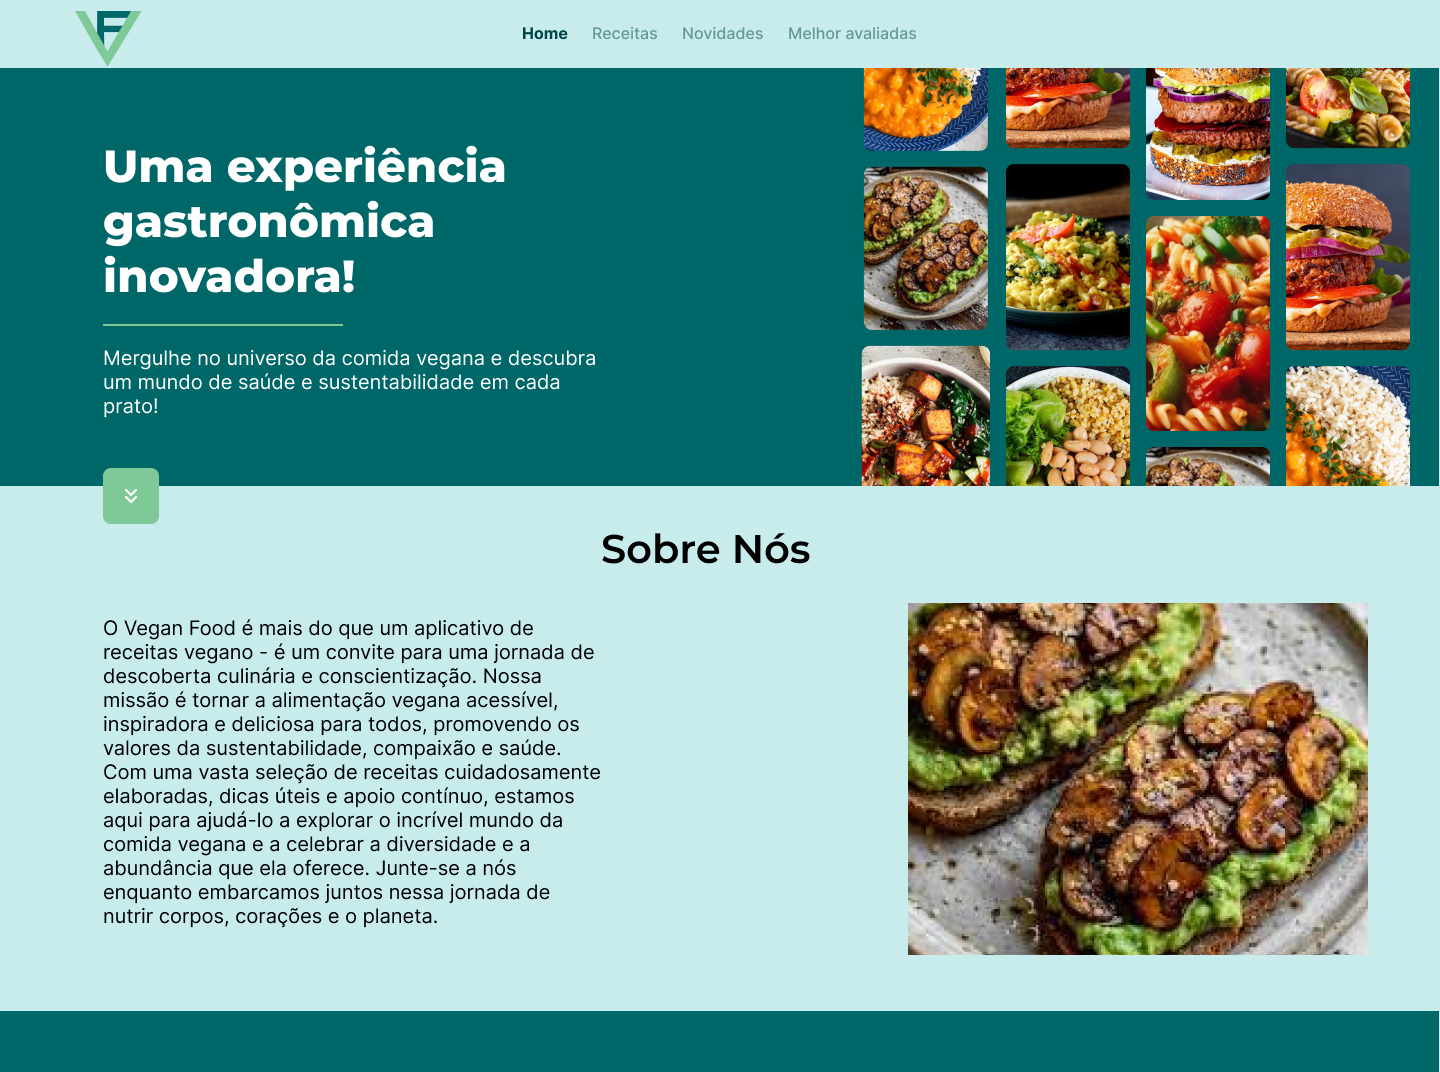 VF
Home Receitas Novidades Melhor avaliadas
Uma experiência
gastronômica
inovadora!
Mergulhe no universo da comida vegana e descubra
um mundo de saúde e sustentabilidade em cada
prato!
Sobre Nós
O Vegan Food é mais do que um aplicativo de
receitas vegano - é um convite para uma jornada de
descoberta culinária e conscientização. Nossa
missão é tornar a alimentação vegana acessível,
inspiradora e deliciosa para todos, promovendo os
valores da sustentabilidade, compaixão e saúde.
Com uma vasta seleção de receitas cuidadosamente
elaboradas, dicas úteis e apoio contínuo, estamos
aqui para ajudá-lo a explorar o incrível mundo da
comida vegana e a celebrar a diversidade e a
abundância que ela oferece. Junte-se a nós
enquanto embarcamos juntos nessa jornada de
nutrir corpos, corações e o planeta.